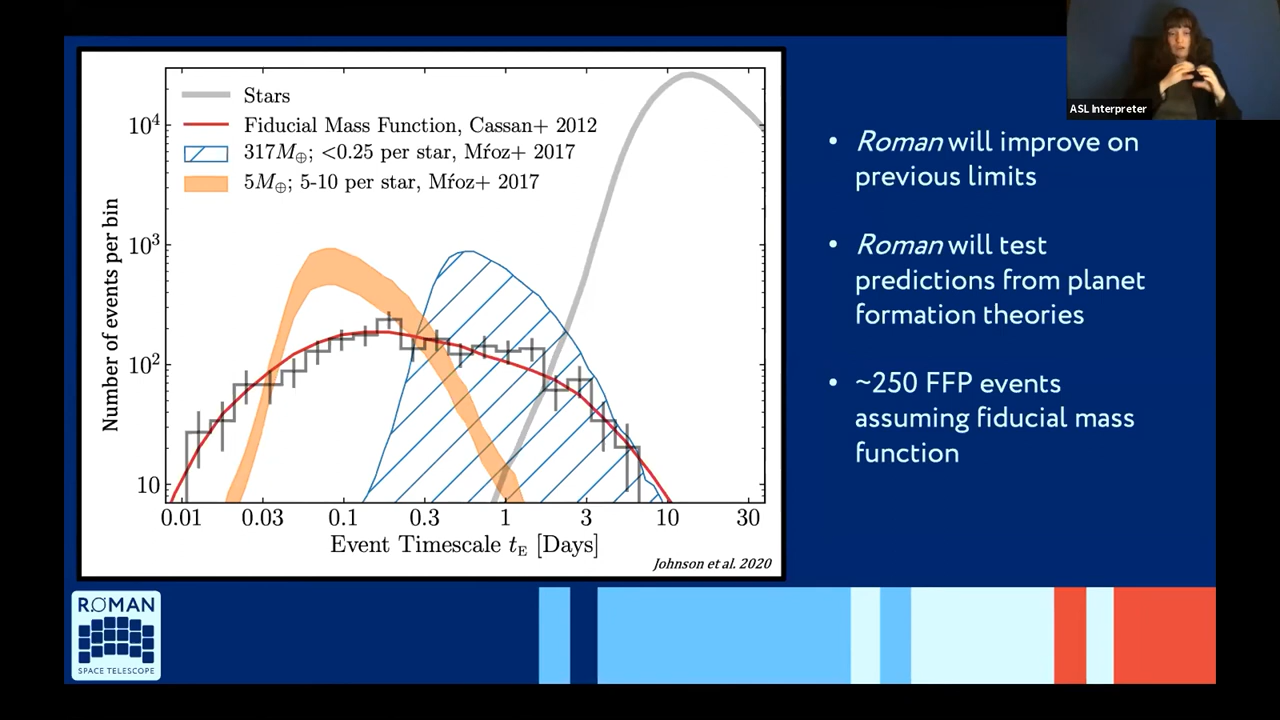 ASL Interpreter
Stars
Fiducial Mass Function, Cassan+ 2012
317M⊕; <0.25 per star, Mŕoz+ 2017
5M⊕; 5-10 per star, Mŕoz+ 2017
Number of events per bin
10⁴
10³
10²
10
0.01 0.03 0.1 0.3 1 3 10 30
Event Timescale tE [Days]
Johnson et al. 2020
• Roman will improve on
previous limits
• Roman will test
predictions from planet
formation theories
• ~250 FFP events
assuming fiducial mass
function
ROMAN
SPACE TELESCOPE